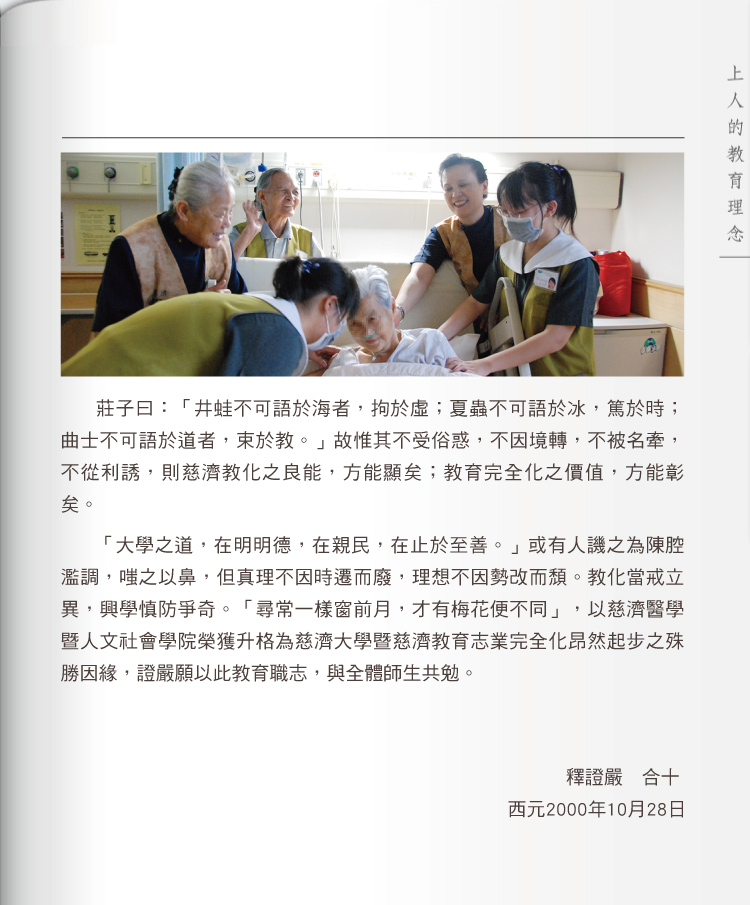 上人的教育理念
莊子曰：「井蛙不可語於海者，拘於虛；夏蟲不可語於冰，篤於時；
曲士不可語於道者，束於教。」故惟其不受俗惑，不因境轉，不被名牽，
不從利誘，則慈濟教化之良能，方能顯矣；教育完全化之價值，方能彰
矣。
「大學之道，在明明德，在親民，在止於至善。」或有人譏之為陳腔
濫調，嗤之以鼻，但真理不因時遷而廢，理想不因勢改而頹。教化當戒立
異，興學慎防爭奇。「尋常一樣窗前月，才有梅花便不同」，以慈濟醫學
暨人文社會學院榮獲升格為慈濟大學暨慈濟教育志業完全化昂然起步之殊
勝因緣，證嚴願以此教育職志，與全體師生共勉。
釋證嚴　合十
西元2000年10月28日